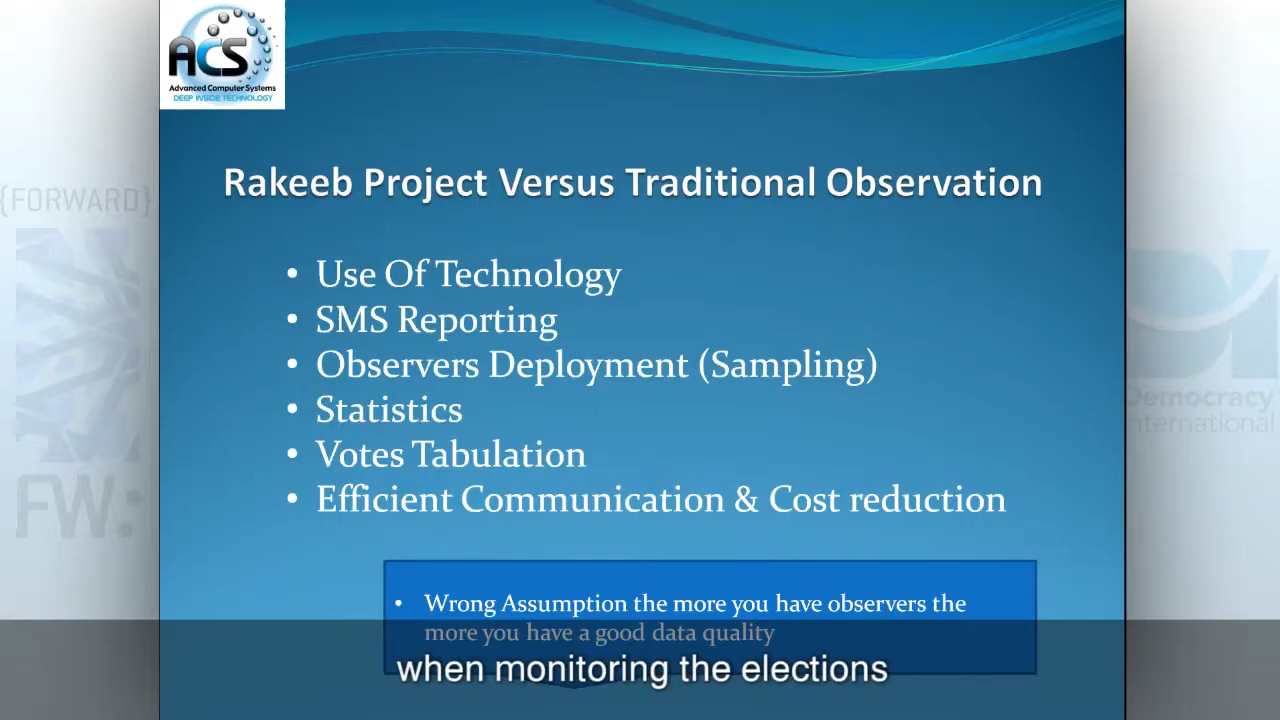 ACS
Advanced Computer Systems
DEEP INSIDE TECHNOLOGY
{FORWARD}
FW:
DI
Democracy
International
Rakeeb Project Versus Traditional Observation
• Use Of Technology
• SMS Reporting
• Observers Deployment (Sampling)
• Statistics
• Votes Tabulation
• Efficient Communication & Cost reduction
• Wrong Assumption the more you have observers the
more you have a good data quality
when monitoring the elections